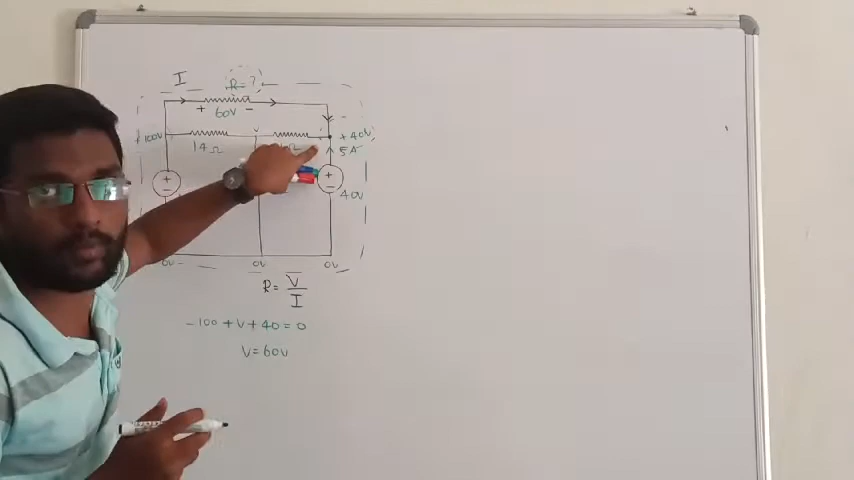 I
R = ?
+ 60V -
100V
V
+ 40V
14Ω
5A
+
-
+
-
40V
0V
0V
0V
R = V/I
-100 + V + 40 = 0
V = 60V